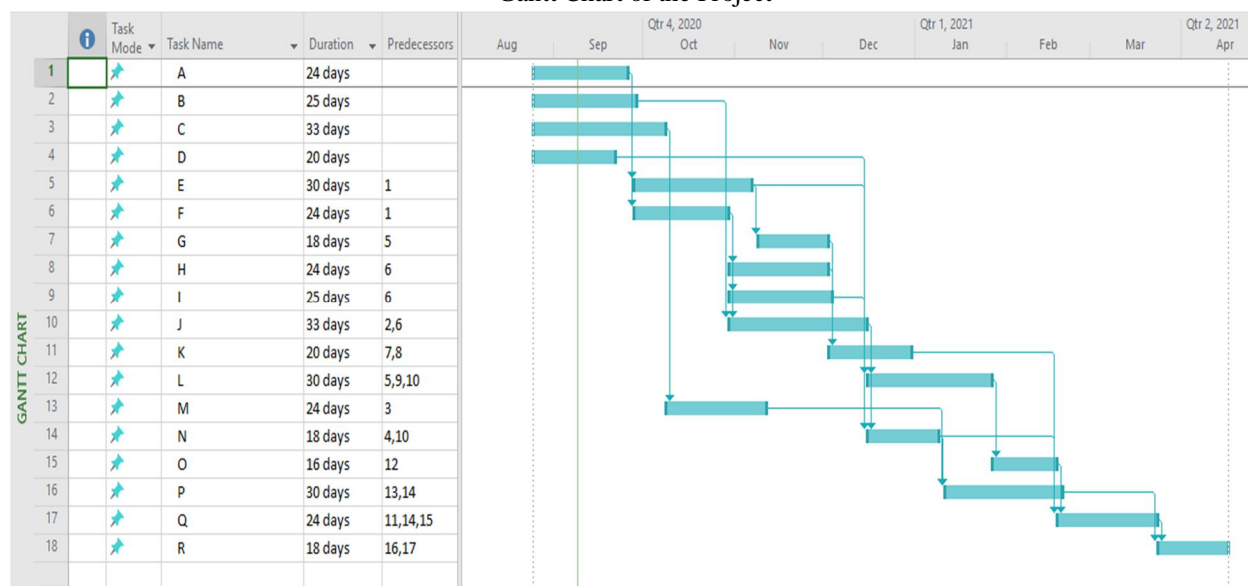 Gantt Chart of the Project
Qtr 4, 2020 Qtr 1, 2021 Qtr 2, 2021
Task Mode Task Name Duration Predecessors Aug Sep Oct Nov Dec Jan Feb Mar Apr
1 A 24 days
2 B 25 days
3 C 33 days
4 D 20 days
5 E 30 days 1
6 F 24 days 1
7 G 18 days 5
8 H 24 days 6
9 I 25 days 6
10 J 33 days 2,6
11 K 20 days 7,8
12 L 30 days 5,9,10
13 M 24 days 3
14 N 18 days 4,10
15 O 16 days 12
16 P 30 days 13,14
17 Q 24 days 11,14,15
18 R 18 days 16,17
GANTT CHART